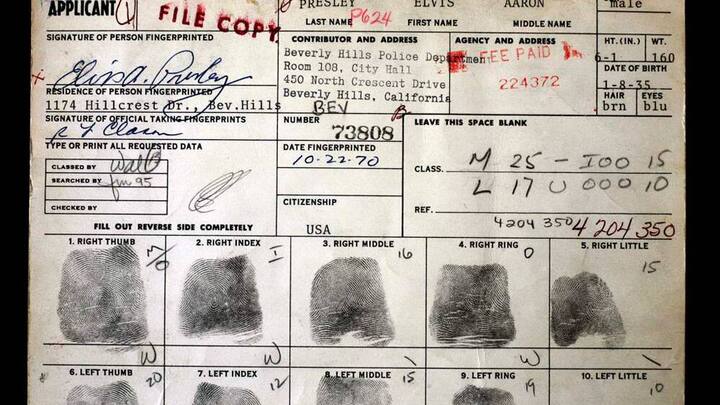 APPLICANT
FILE COPY
PRESLEY ELVIS AARON
P624
LAST NAME FIRST NAME MIDDLE NAME
male
SIGNATURE OF PERSON FINGERPRINTED
Elvis A. Presley
RESIDENCE OF PERSON FINGERPRINTED
1174 Hillcrest Dr., Bev.Hills
SIGNATURE OF OFFICIAL TAKING FINGERPRINTS
TYPE OR PRINT ALL REQUESTED DATA
CLASSIFIED BY
SEARCHED BY
CHECKED BY
CONTRIBUTOR AND ADDRESS
Beverly Hills Police Departmen
Room 108, City Hall
450 North Crescent Drive
Beverly Hills, California
BEV
NUMBER
73808
DATE FINGERPRINTED
10-22-70
CITIZENSHIP
USA
AGENCY AND ADDRESS
FEE PAID
224372
HT.(IN.) WT.
6-1 160
DATE OF BIRTH
1-8-35
HAIR EYES
brn blu
LEAVE THIS SPACE BLANK
CLASS. M 25 - I00 15
L 17 U 000 10
REF.
4204 350 4 204 350
FILL OUT REVERSE SIDE COMPLETELY
1. RIGHT THUMB 2. RIGHT INDEX I 3. RIGHT MIDDLE 16 4. RIGHT RING O 5. RIGHT LITTLE 15
W W \ W \
6. LEFT THUMB 20 7. LEFT INDEX 12 8. LEFT MIDDLE 15 9. LEFT RING 19 10. LEFT LITTLE 10